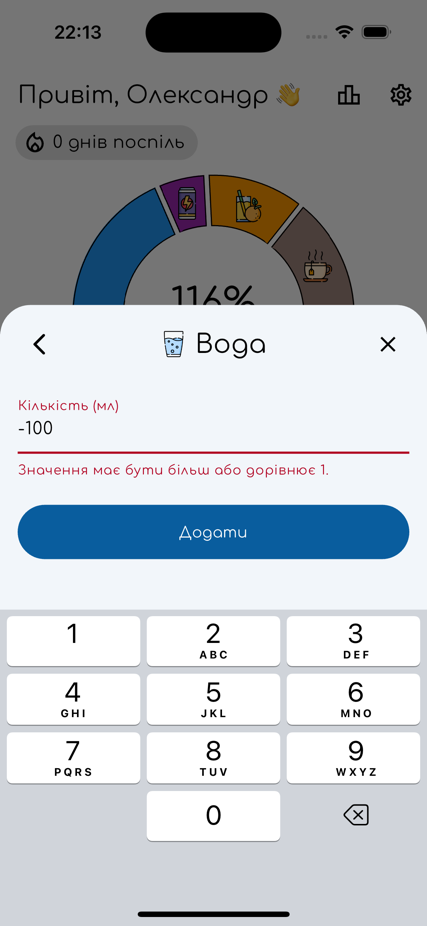 22:13
Привіт, Олександр 👋
0 днів поспіль
116%
Вода
Кількість (мл)
-100
Значення має бути більш або дорівнює 1.
Додати
1
2
ABC
3
DEF
4
GHI
5
JKL
6
MNO
7
PQRS
8
TUV
9
WXYZ
0